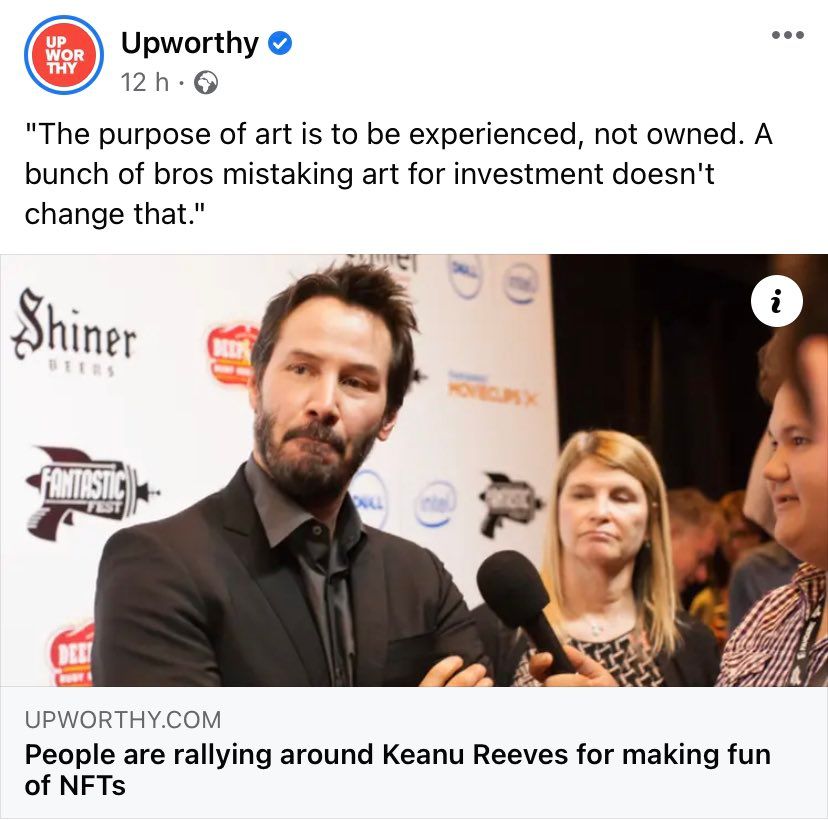 UP
WOR
THY
Upworthy
12 h ·
"The purpose of art is to be experienced, not owned. A
bunch of bros mistaking art for investment doesn't
change that."
Shiner
BEERS
DELL
intel
MOVIECLIPS
FANTASTIC
FEST
DELL
intel
UPWORTHY.COM
People are rallying around Keanu Reeves for making fun
of NFTs